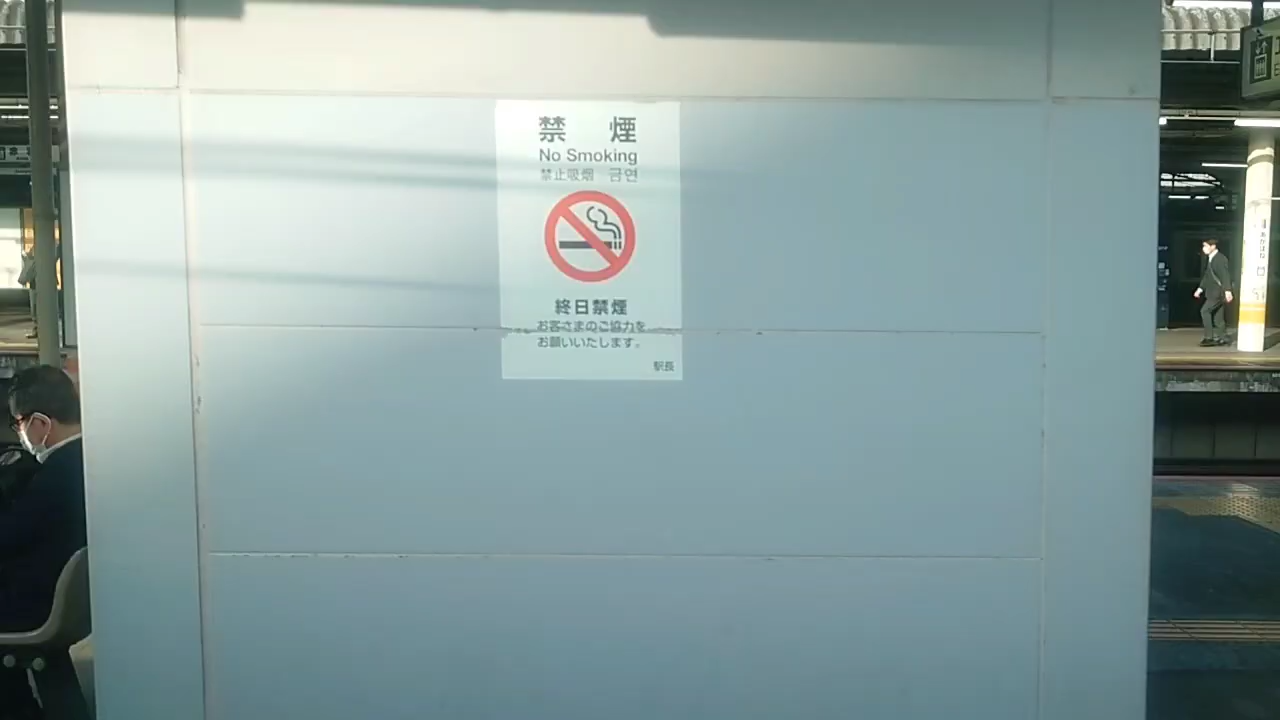 禁 煙
No Smoking
禁止吸烟 금연
終日禁煙
お客さまのご協力を
お願いいたします。
駅長